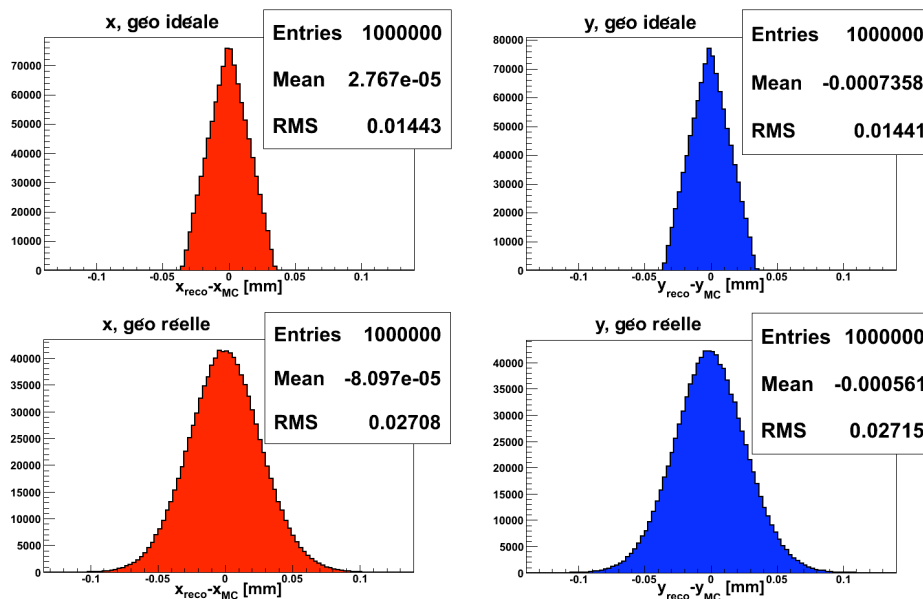 x, géo idéale
Entries 1000000
Mean 2.767e-05
RMS 0.01443
70000
60000
50000
40000
30000
20000
10000
0
-0.1 -0.05 0 0.05 0.1
x_reco-x_MC [mm]
y, géo idéale
Entries 1000000
Mean -0.0007358
RMS 0.01441
80000
70000
60000
50000
40000
30000
20000
10000
0
-0.1 -0.05 0 0.05 0.1
y_reco-y_MC [mm]
x, géo réelle
Entries 1000000
Mean -8.097e-05
RMS 0.02708
40000
35000
30000
25000
20000
15000
10000
5000
0
-0.1 -0.05 0 0.05 0.1
x_reco-x_MC [mm]
y, géo réelle
Entries 1000000
Mean -0.000561
RMS 0.02715
40000
35000
30000
25000
20000
15000
10000
5000
0
-0.1 -0.05 0 0.05 0.1
y_reco-y_MC [mm]